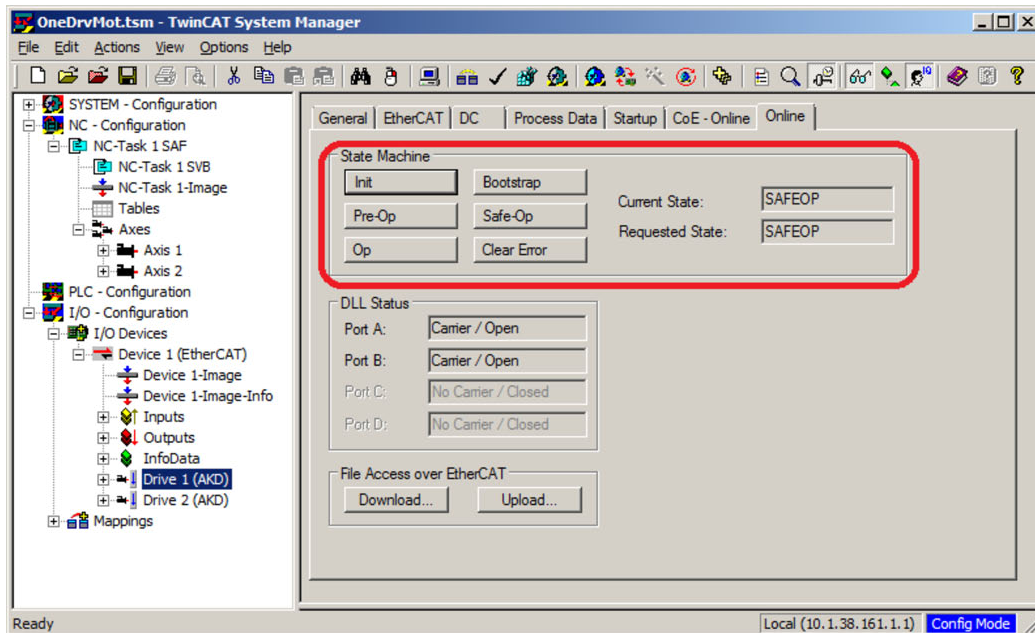 OneDrvMot.tsm - TwinCAT System Manager
File Edit Actions View Options Help
SYSTEM - Configuration
NC - Configuration
NC-Task 1 SAF
NC-Task 1 SVB
NC-Task 1-Image
Tables
Axes
Axis 1
Axis 2
PLC - Configuration
I/O - Configuration
I/O Devices
Device 1 (EtherCAT)
Device 1-Image
Device 1-Image-Info
Inputs
Outputs
InfoData
Drive 1 (AKD)
Drive 2 (AKD)
Mappings
General EtherCAT DC Process Data Startup CoE - Online Online
State Machine
Init Bootstrap
Pre-Op Safe-Op
Op Clear Error
Current State: SAFEOP
Requested State: SAFEOP
DLL Status
Port A: Carrier / Open
Port B: Carrier / Open
Port C: No Carrier / Closed
Port D: No Carrier / Closed
File Access over EtherCAT
Download... Upload...
Ready Local (10.1.38.161.1.1) Config Mode